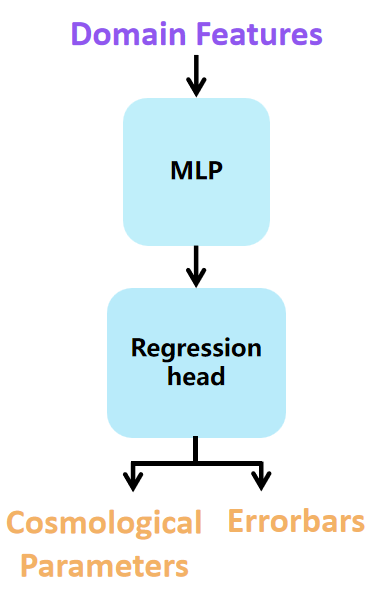 Domain Features
MLP
Regression
head
Cosmological
Parameters
Errorbars